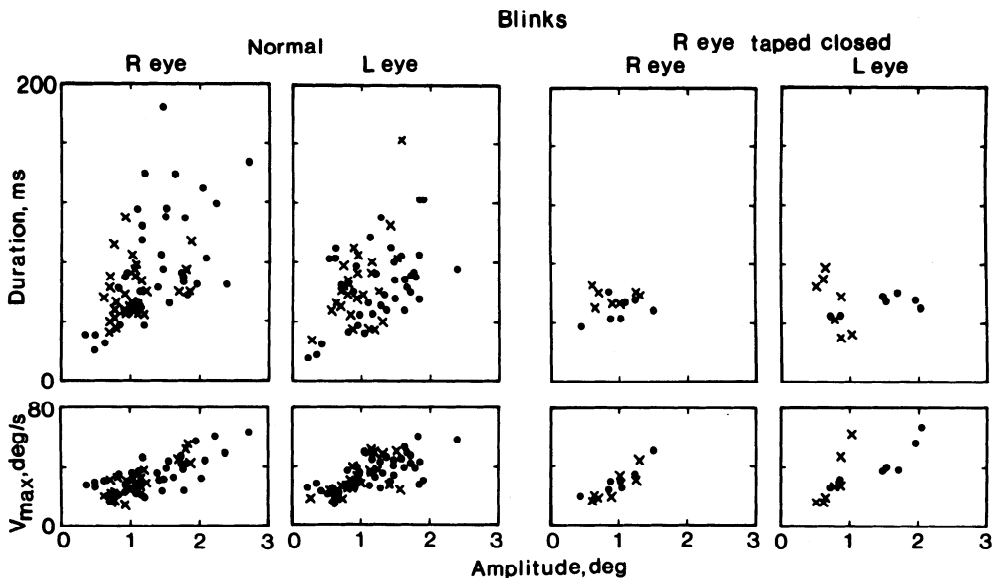 Blinks
Normal
R eye taped closed
R eye
L eye
R eye
L eye
200
0
Duration, ms
80
0
Vmax, deg/s
0 1 2 3
0 1 2 3
0 1 2 3
0 1 2 3
Amplitude, deg